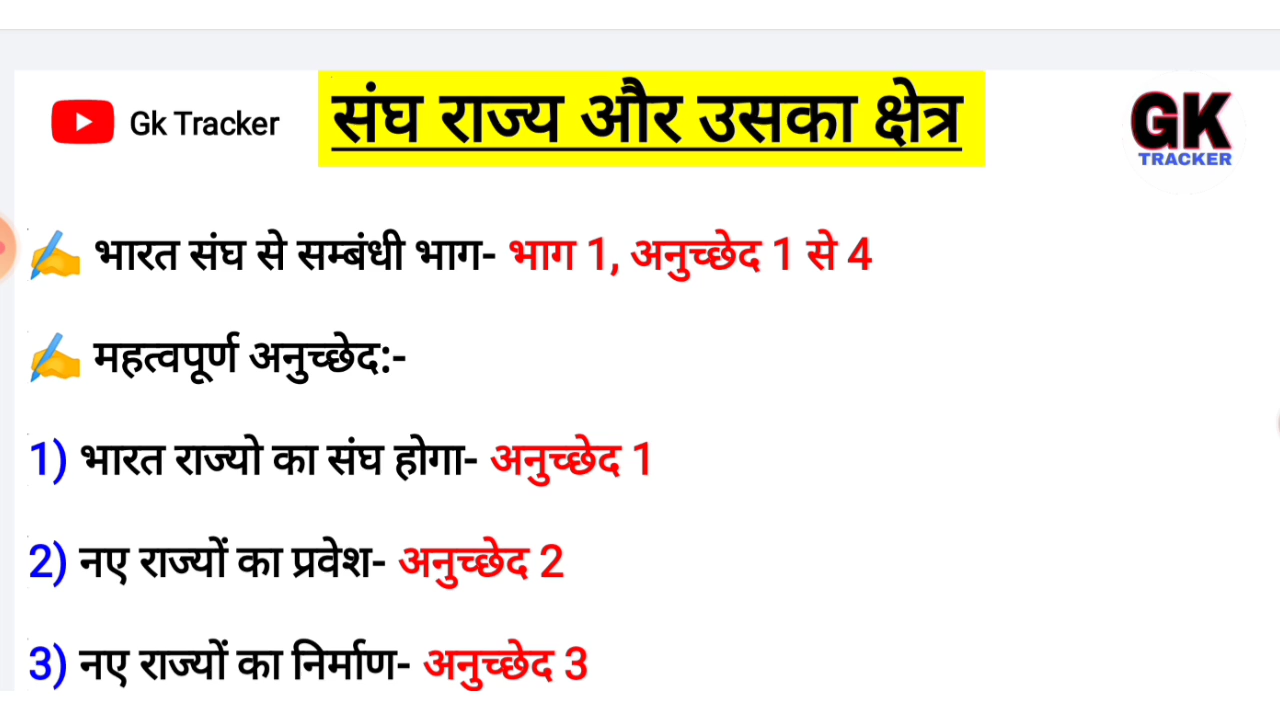 Gk Tracker
संघ राज्य और उसका क्षेत्र
GK
TRACKER
✍️ भारत संघ से सम्बंधी भाग- भाग 1, अनुच्छेद 1 से 4
✍️ महत्वपूर्ण अनुच्छेद:-
1) भारत राज्यो का संघ होगा- अनुच्छेद 1
2) नए राज्यों का प्रवेश- अनुच्छेद 2
3) नए राज्यों का निर्माण- अनुच्छेद 3